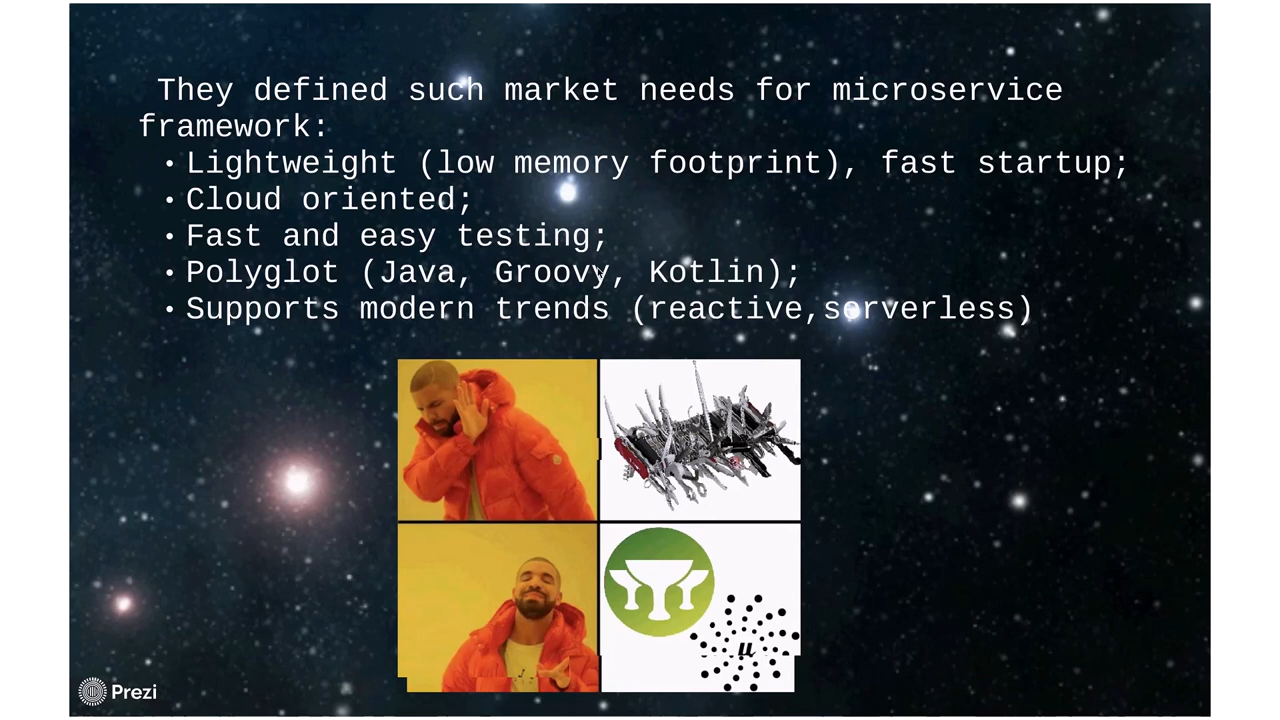 They defined such market needs for microservice
framework:
• Lightweight (low memory footprint), fast startup;
• Cloud oriented;
• Fast and easy testing;
• Polyglot (Java, Groovy, Kotlin);
• Supports modern trends (reactive,serverless)
μ
Prezi